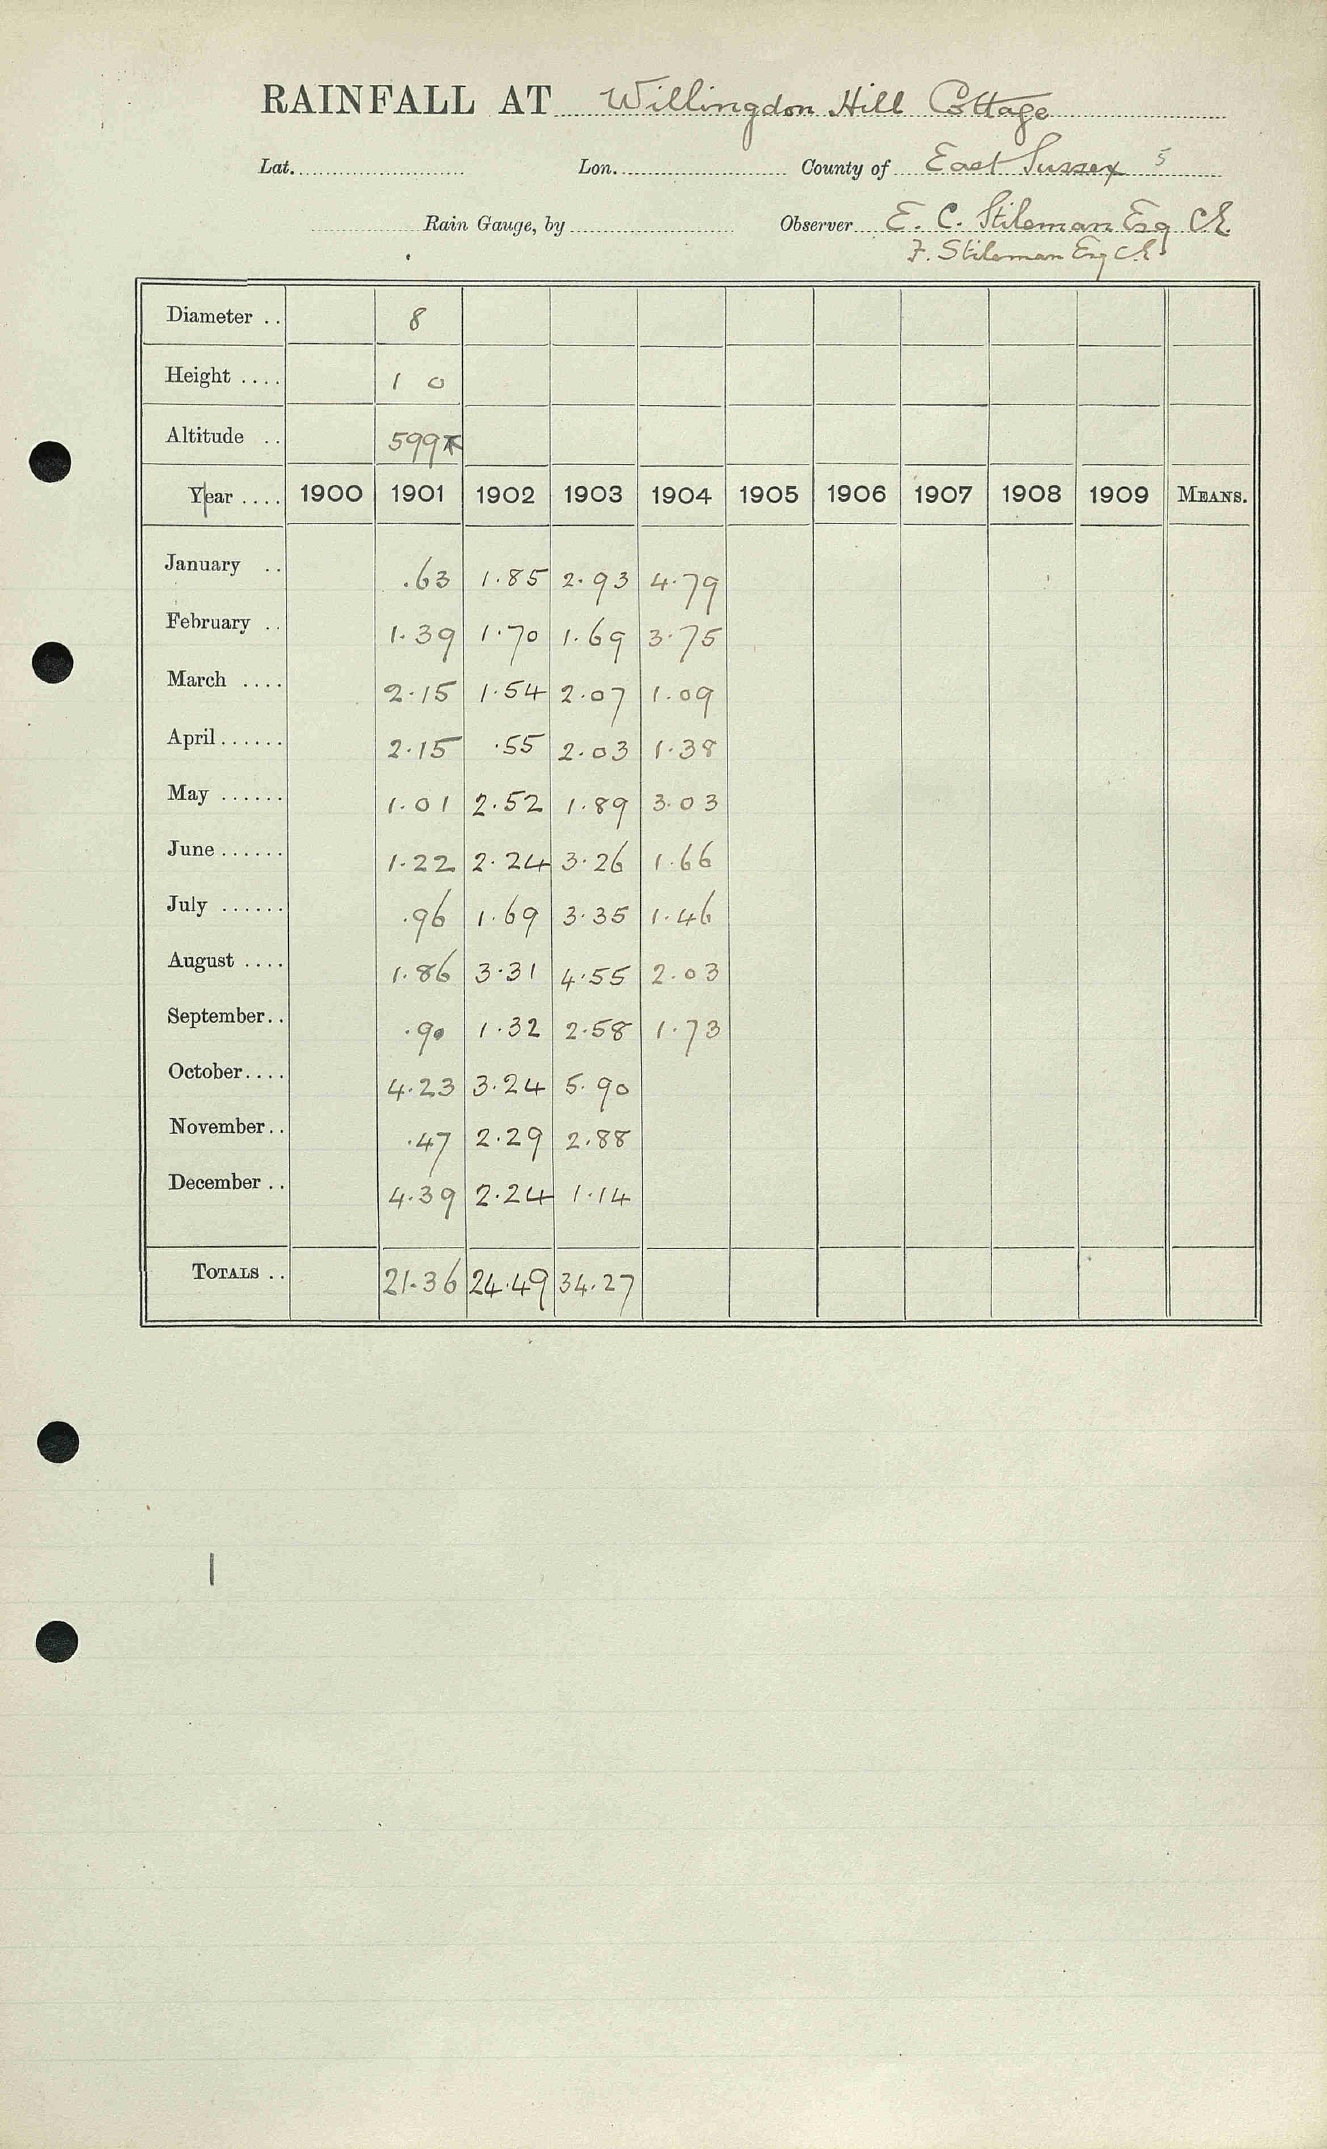 RAINFALL AT Willingdon Hill Cottage
Lat. Lon. County of East Sussex 5
Rain Gauge, by Observer E. C. Stileman Esq C.E.
F. Stileman Esq C.E.
Diameter .. 8
Height .... 1 0
Altitude .. 599
Year .... 1900 1901 1902 1903 1904 1905 1906 1907 1908 1909 MEANS.
January .. .63 1.85 2.93 4.79
February .. 1.39 1.70 1.69 3.75
March .... 2.15 1.54 2.07 1.09
April...... 2.15 .55 2.03 1.38
May ...... 1.01 2.52 1.89 3.03
June ...... 1.22 2.24 3.26 1.66
July ...... .96 1.69 3.35 1.46
August .... 1.86 3.31 4.55 2.03
September.. .90 1.32 2.58 1.73
October.... 4.23 3.24 5.90
November.. .47 2.29 2.88
December .. 4.39 2.24 1.14
TOTALS .. 21.36 24.49 34.27